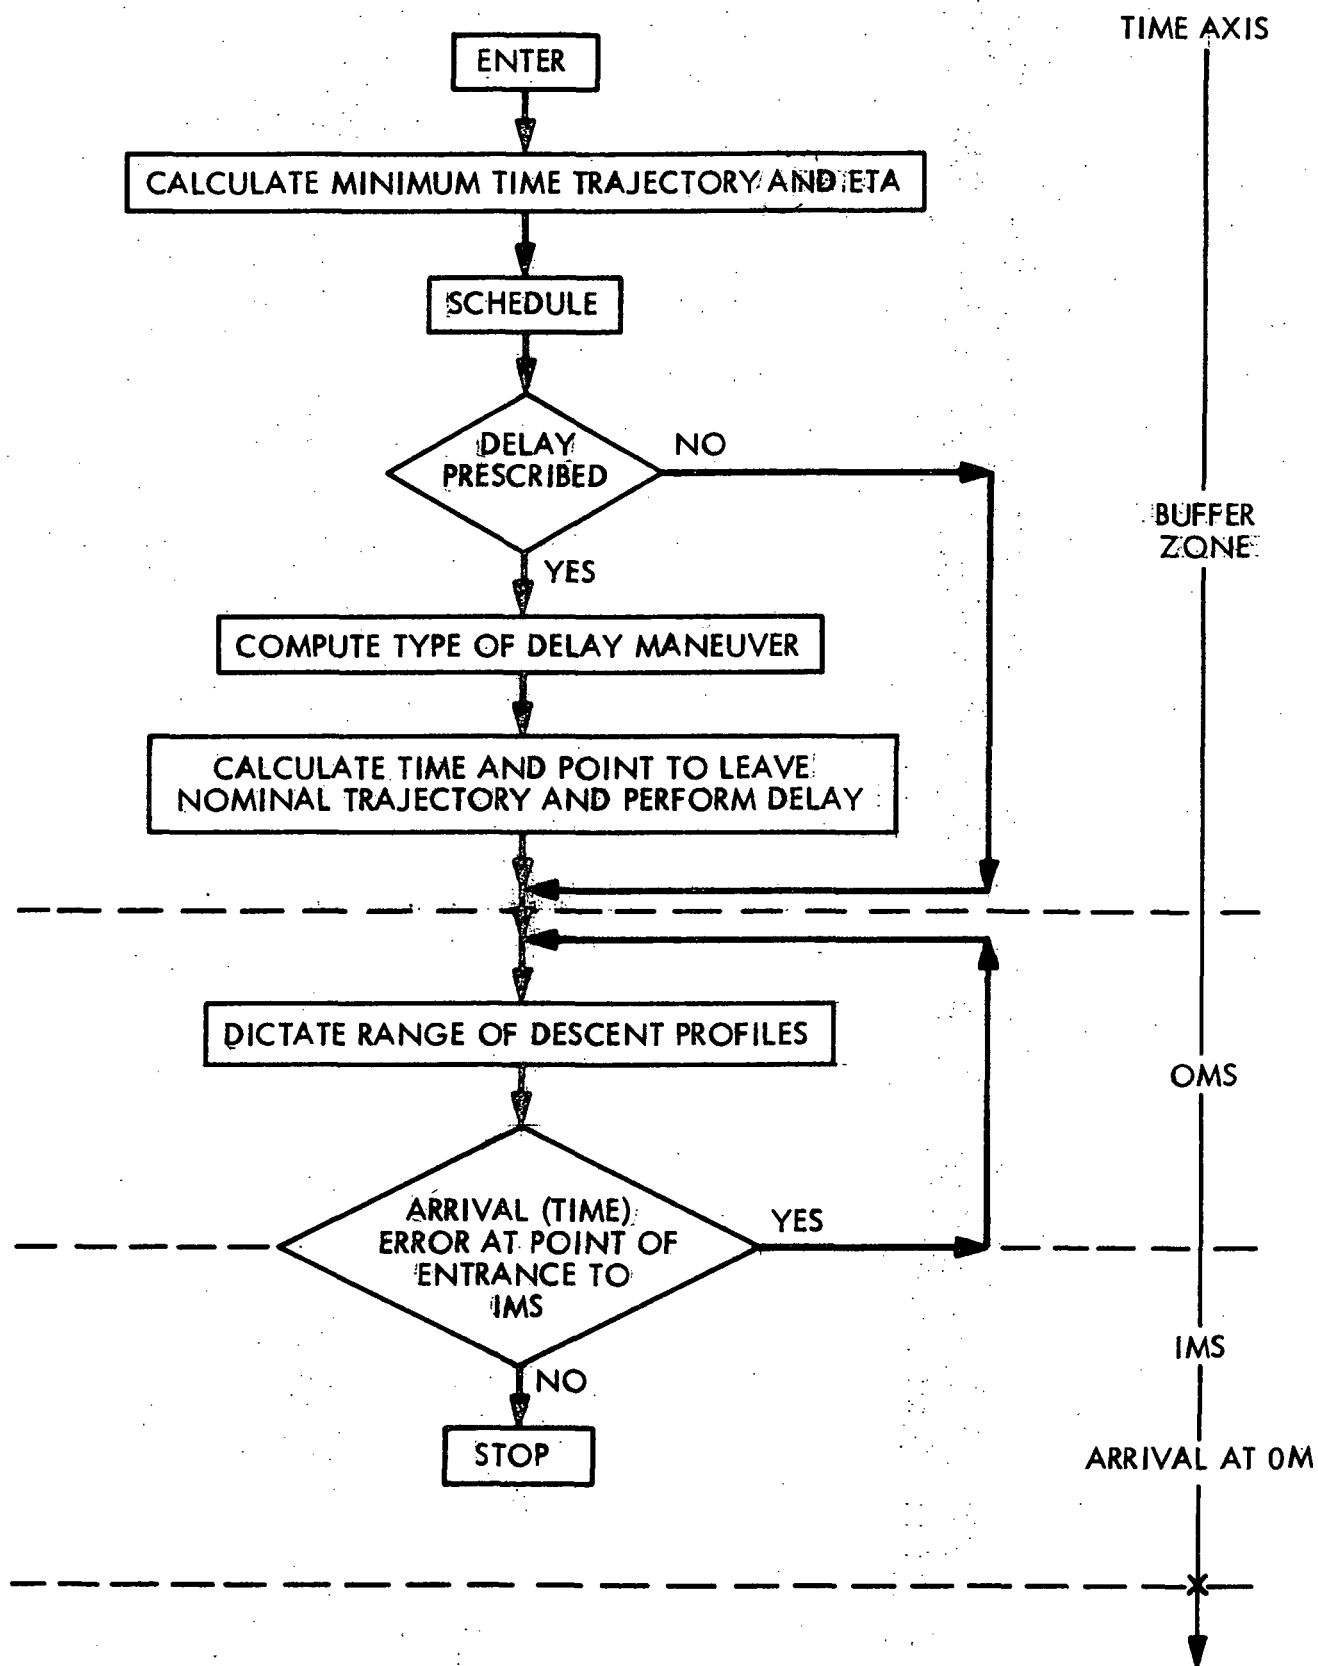 TIME AXIS
ENTER
CALCULATE MINIMUM TIME TRAJECTORY AND ETA
SCHEDULE
DELAY
PRESCRIBED
NO
BUFFER
ZONE
YES
COMPUTE TYPE OF DELAY MANEUVER
CALCULATE TIME AND POINT TO LEAVE
NOMINAL TRAJECTORY AND PERFORM DELAY
DICTATE RANGE OF DESCENT PROFILES
OMS
ARRIVAL (TIME)
ERROR AT POINT OF
ENTRANCE TO
IMS
YES
IMS
NO
STOP
ARRIVAL AT 0M